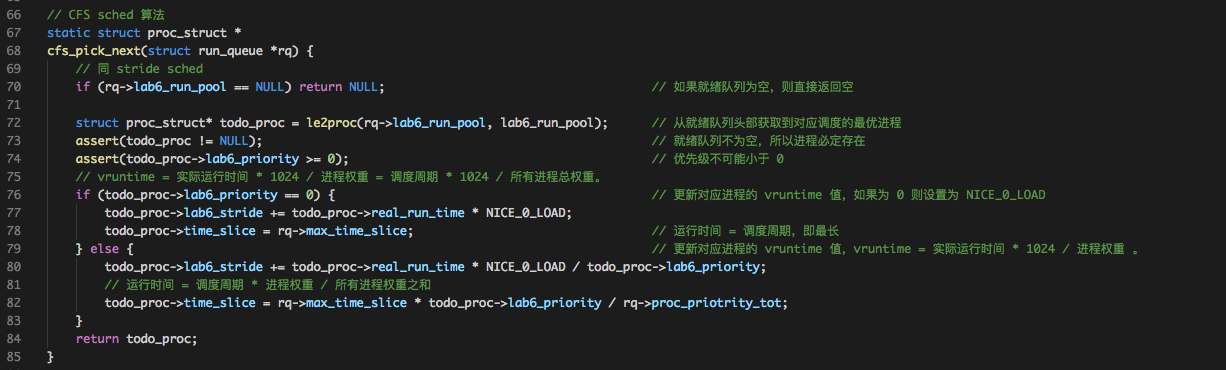 66 // CFS sched 算法
67 static struct proc_struct *
68 cfs_pick_next(struct run_queue *rq) {
69 // 同 stride sched
70 if (rq->lab6_run_pool == NULL) return NULL; // 如果就绪队列为空，则直接返回空
71
72 struct proc_struct* todo_proc = le2proc(rq->lab6_run_pool, lab6_run_pool); // 从就绪队列头部获取到对应调度的最优进程
73 assert(todo_proc != NULL); // 就绪队列不为空，所以进程必定存在
74 assert(todo_proc->lab6_priority >= 0); // 优先级不可能小于 0
75 // vruntime = 实际运行时间 * 1024 / 进程权重 = 调度周期 * 1024 / 所有进程总权重。
76 if (todo_proc->lab6_priority == 0) { // 更新对应进程的 vruntime 值，如果为 0 则设置为 NICE_0_LOAD
77 todo_proc->lab6_stride += todo_proc->real_run_time * NICE_0_LOAD;
78 todo_proc->time_slice = rq->max_time_slice; // 运行时间 = 调度周期，即最长
79 } else { // 更新对应进程的 vruntime 值，vruntime = 实际运行时间 * 1024 / 进程权重 。
80 todo_proc->lab6_stride += todo_proc->real_run_time * NICE_0_LOAD / todo_proc->lab6_priority;
81 // 运行时间 = 调度周期 * 进程权重 / 所有进程权重之和
82 todo_proc->time_slice = rq->max_time_slice * todo_proc->lab6_priority / rq->proc_priotrity_tot;
83 }
84 return todo_proc;
85 }